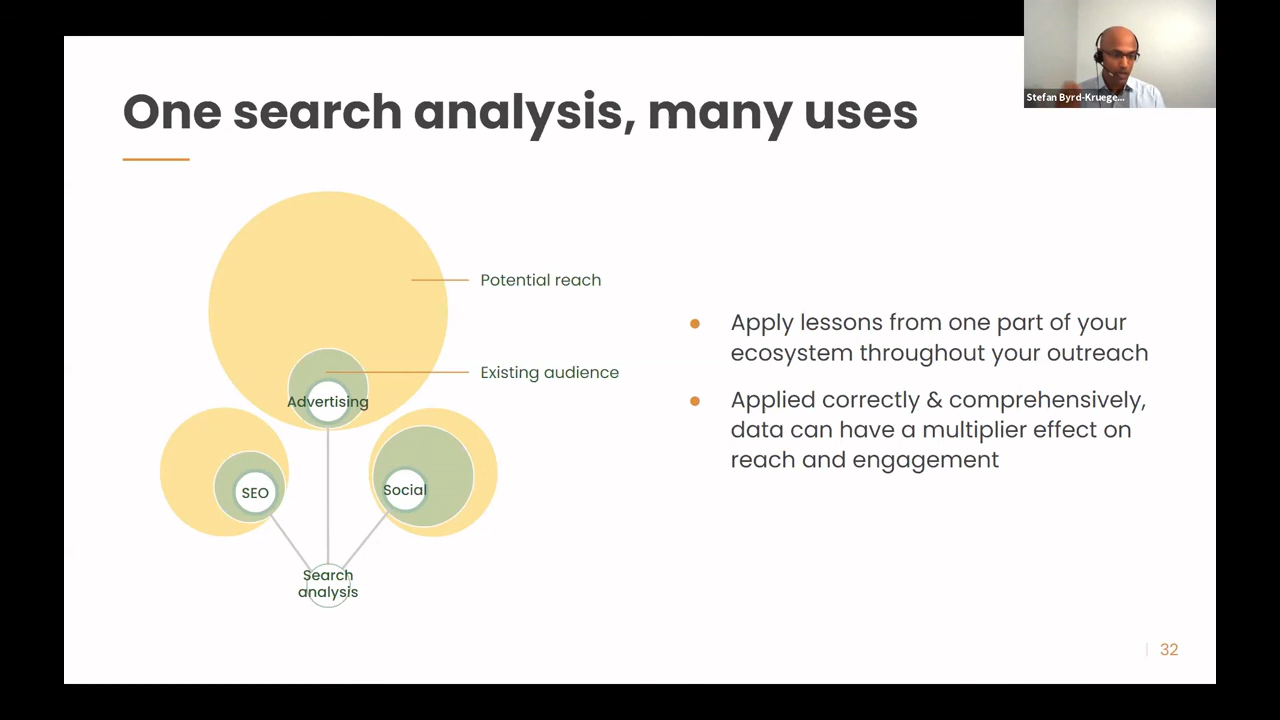 Stefan Byrd-Kruege...
One search analysis, many uses
Potential reach
Existing audience
Advertising
SEO
Social
Search
analysis
● Apply lessons from one part of your
ecosystem throughout your outreach
● Applied correctly & comprehensively,
data can have a multiplier effect on
reach and engagement
| 32